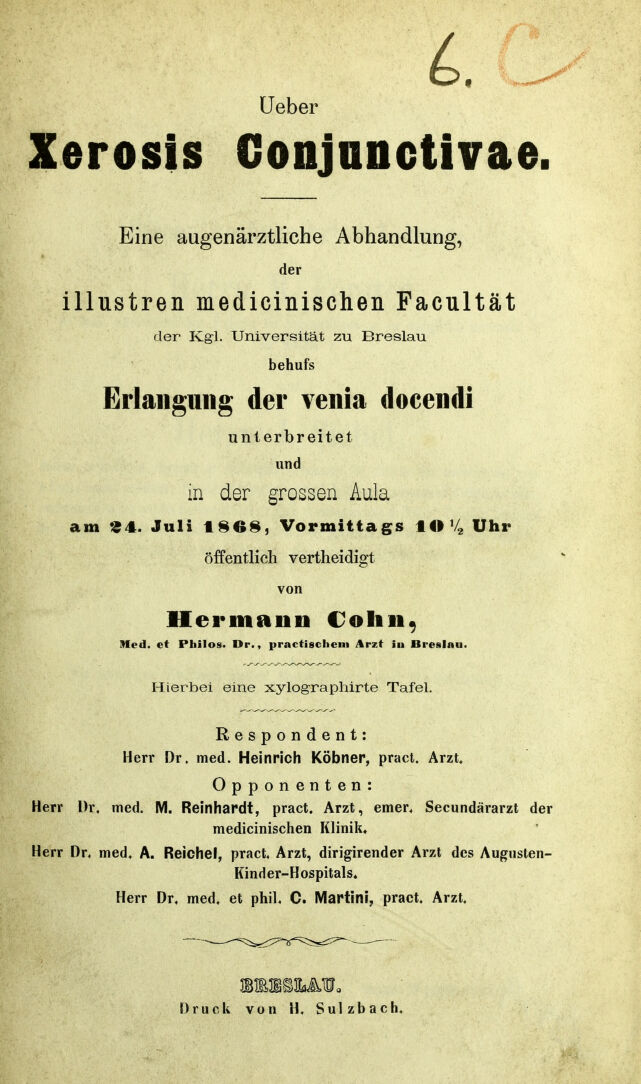 6. C
Ueber
Xerosis Conjunctivae.
Eine augenärztliche Abhandlung,
der
illustren medicinischen Facultät
der Kgl. Universität zu Breslau
behufs
Erlangung der venia docendi
unterbreitet
und
in der grossen Aula
am 24. Juli 1868, Vormittags 10 ½ Uhr
öffentlich vertheidigt
von
Hermann Cohn,
Med. et Philos. Dr., practischem Arzt in Breslau.
Hierbei eine xylographirte Tafel.
Respondent:
Herr Dr. med. Heinrich Köbner, pract. Arzt.
Opponenten:
Herr Dr. med. M. Reinhardt, pract. Arzt, emer. Secundärarzt der
medicinischen Klinik.
Herr Dr. med. A. Reichel, pract. Arzt, dirigirender Arzt des Augusten-
Kinder-Hospitals.
Herr Dr. med. et phil. C. Martini, pract. Arzt.
BRESLAU.
Druck von H. Sulzbach.